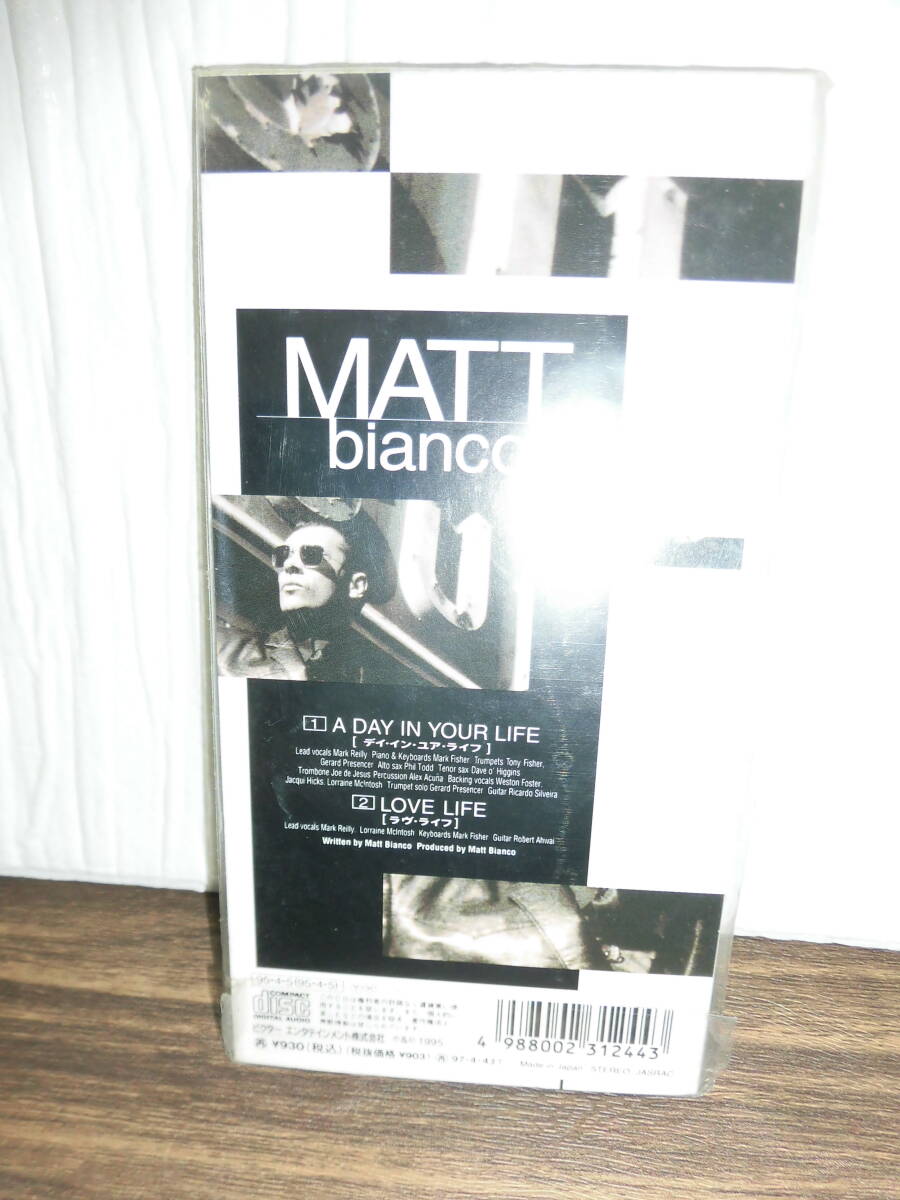 MATT
bianco
1 A DAY IN YOUR LIFE
[ デイ・イン・ユア・ライフ ]
Lead vocals Mark Reilly Piano & Keyboards Mark Fisher Trumpets Tony Fisher,
Gerard Presencer Alto sax Phil Todd Tenor sax Dave o' Higgins
Trombone Joe de Jesus Percussion Alex Acuña Backing vocals Weston Foster,
Jacqui Hicks, Lorraine McIntosh Trumpet solo Gerard Presencer Guitar Ricardo Silveira
2 LOVE LIFE
[ラヴ・ライフ]
Lead vocals Mark Reilly, Lorraine McIntosh Keyboards Mark Fisher Guitar Robert Ahwai
Written by Matt Bianco Produced by Matt Bianco
COMPACT
disc
DIGITAL AUDIO
ビクター エンタテインメント株式会社 1995
¥930(税込)(税抜価格 ¥903)
4 988002 312443
Made in Japan STEREO JASRAC